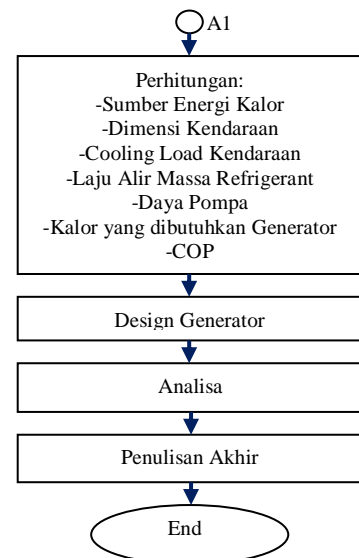 A1
Perhitungan:
-Sumber Energi Kalor
-Dimensi Kendaraan
-Cooling Load Kendaraan
-Laju Alir Massa Refrigerant
-Daya Pompa
-Kalor yang dibutuhkan Generator
-COP
Design Generator
Analisa
Penulisan Akhir
End